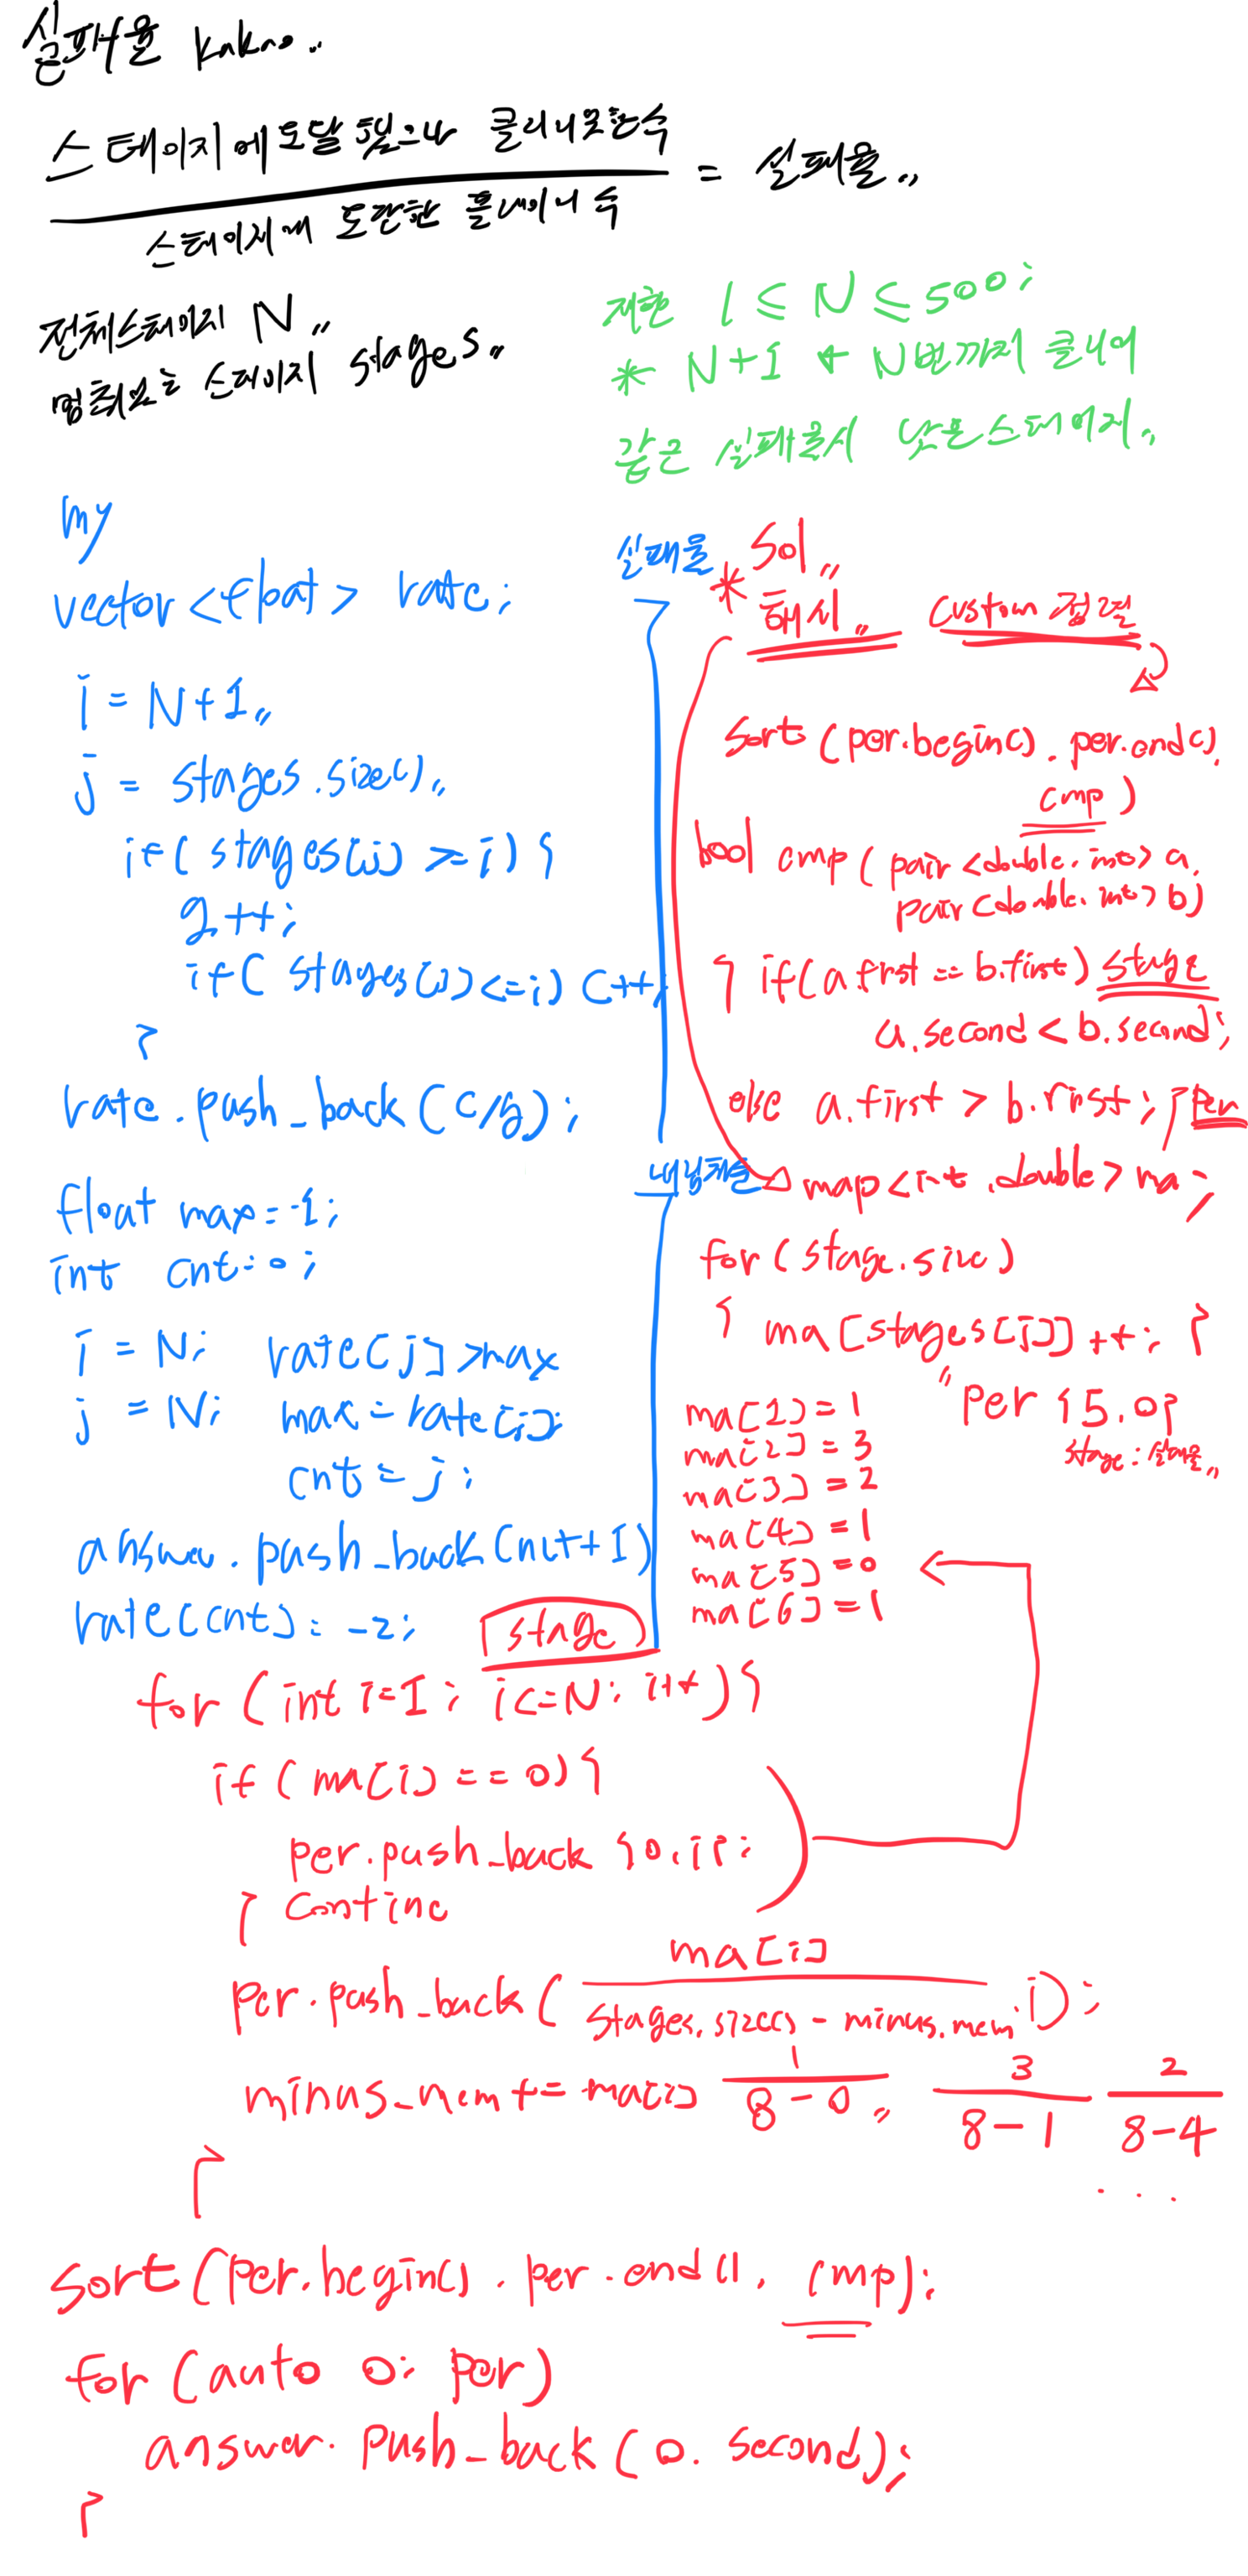 실패율 kakao..
스테이지에 도달 했으나 클리어 못한 수
= 실패율..
스테이지에 도달한 플레이어 수
전체 스테이지 N..
멈춰있는 스테이지 stages..
제한 1 ≤ N ≤ 500;
* N+1 N번까지 클리어
같은 실패율시 낮은 스테이지..
my
vector<float> rate;
i = N+1..
j = stages.size()..
if( stages[j] >= i) {
g++;
if( stages[j] <= i) c++;
}
rate.push_back(c/g);
실패율
float max = -1;
int cnt = 0;
i = N; rate[j] > max
j = N; max = rate[j];
cnt = j;
answer.push_back(cnt+1)
rate[cnt] = -2;
내림차순
* Sol..
해시.. Custom 정렬
Sort(per.begin(), per.end(),
cmp)
bool cmp( pair<double, int> a,
pair<double, int> b)
{ if(a.first == b.first) stage
a.second < b.second;
else a.first > b.first; } per
map<int, double> ma;
for (stage.size)
{ ma[stages[i]]++; }
" per {5.0}
stage : 실패율..
ma[1] = 1
ma[2] = 3
ma[3] = 2
ma[4] = 1
ma[5] = 0
ma[6] = 1
stage
for (int i=1; i<=N; i++) {
if (ma[i] == 0) {
per.push_back {0, i};
} continc
per.push_back( ma[i]
stages.size() - minus.mem , i);
minus_mem += ma[i] 1 3 2
8-0 .. 8-1 8-4
. . .
}
sort(per.begin(), per.end(), cmp);
for (auto o: per)
answer.push_back(o.second);
}